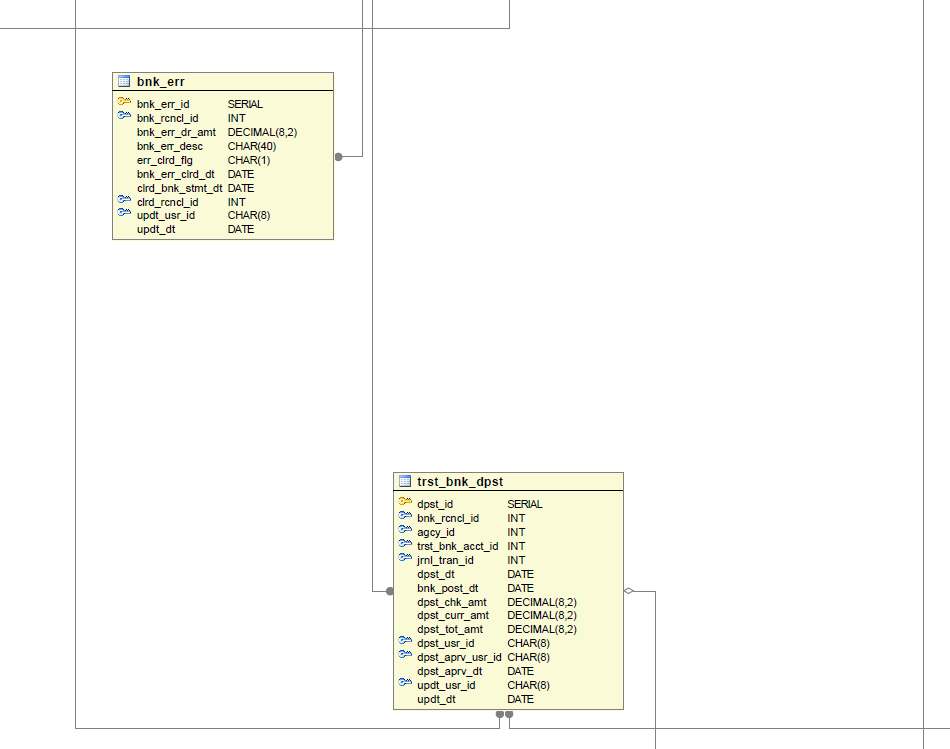 bnk_err
bnk_err_id SERIAL
bnk_rcncl_id INT
bnk_err_dr_amt DECIMAL(8,2)
bnk_err_desc CHAR(40)
err_clrd_flg CHAR(1)
bnk_err_clrd_dt DATE
clrd_bnk_stmt_dt DATE
clrd_rcncl_id INT
updt_usr_id CHAR(8)
updt_dt DATE
trst_bnk_dpst
dpst_id SERIAL
bnk_rcncl_id INT
agcy_id INT
trst_bnk_acct_id INT
jrnl_tran_id INT
dpst_dt DATE
bnk_post_dt DATE
dpst_chk_amt DECIMAL(8,2)
dpst_curr_amt DECIMAL(8,2)
dpst_tot_amt DECIMAL(8,2)
dpst_usr_id CHAR(8)
dpst_aprv_usr_id CHAR(8)
dpst_aprv_dt DATE
updt_usr_id CHAR(8)
updt_dt DATE